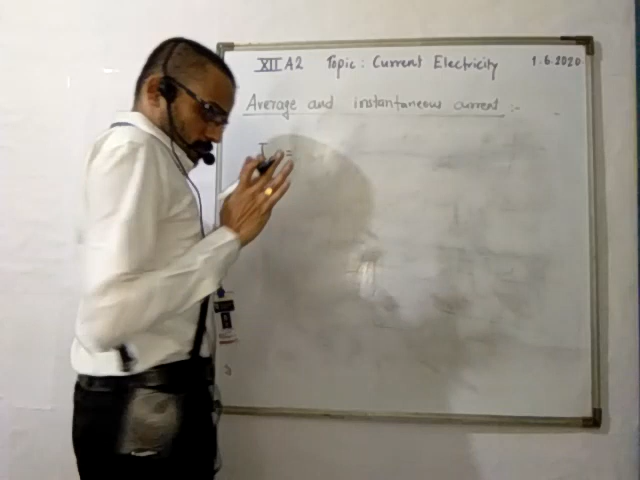 XII A2 Topic : Current Electricity 1.6.2020
Average and instantaneous current :-
I =